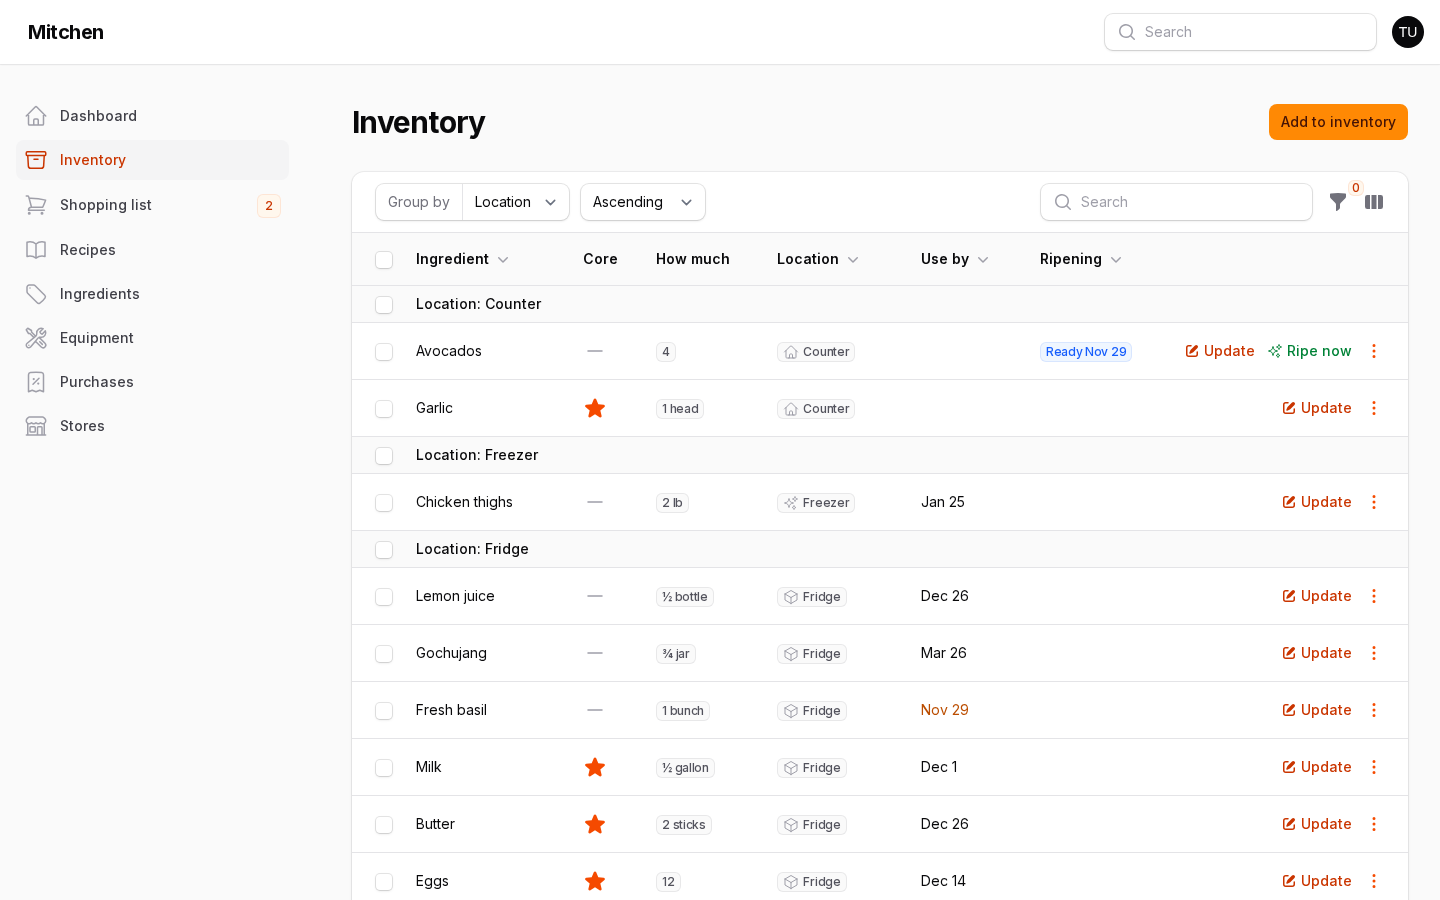 Mitchen
Search
TU
Dashboard
Inventory
Shopping list 2
Recipes
Ingredients
Equipment
Purchases
Stores
Inventory
Add to inventory
Group by Location Ascending Search 0
Ingredient Core How much Location Use by Ripening
Location: Counter
Avocados — 4 Counter Ready Nov 29 Update Ripe now
Garlic 1 head Counter Update
Location: Freezer
Chicken thighs — 2 lb Freezer Jan 25 Update
Location: Fridge
Lemon juice — ½ bottle Fridge Dec 26 Update
Gochujang — ¾ jar Fridge Mar 26 Update
Fresh basil — 1 bunch Fridge Nov 29 Update
Milk ½ gallon Fridge Dec 1 Update
Butter 2 sticks Fridge Dec 26 Update
Eggs 12 Fridge Dec 14 Update